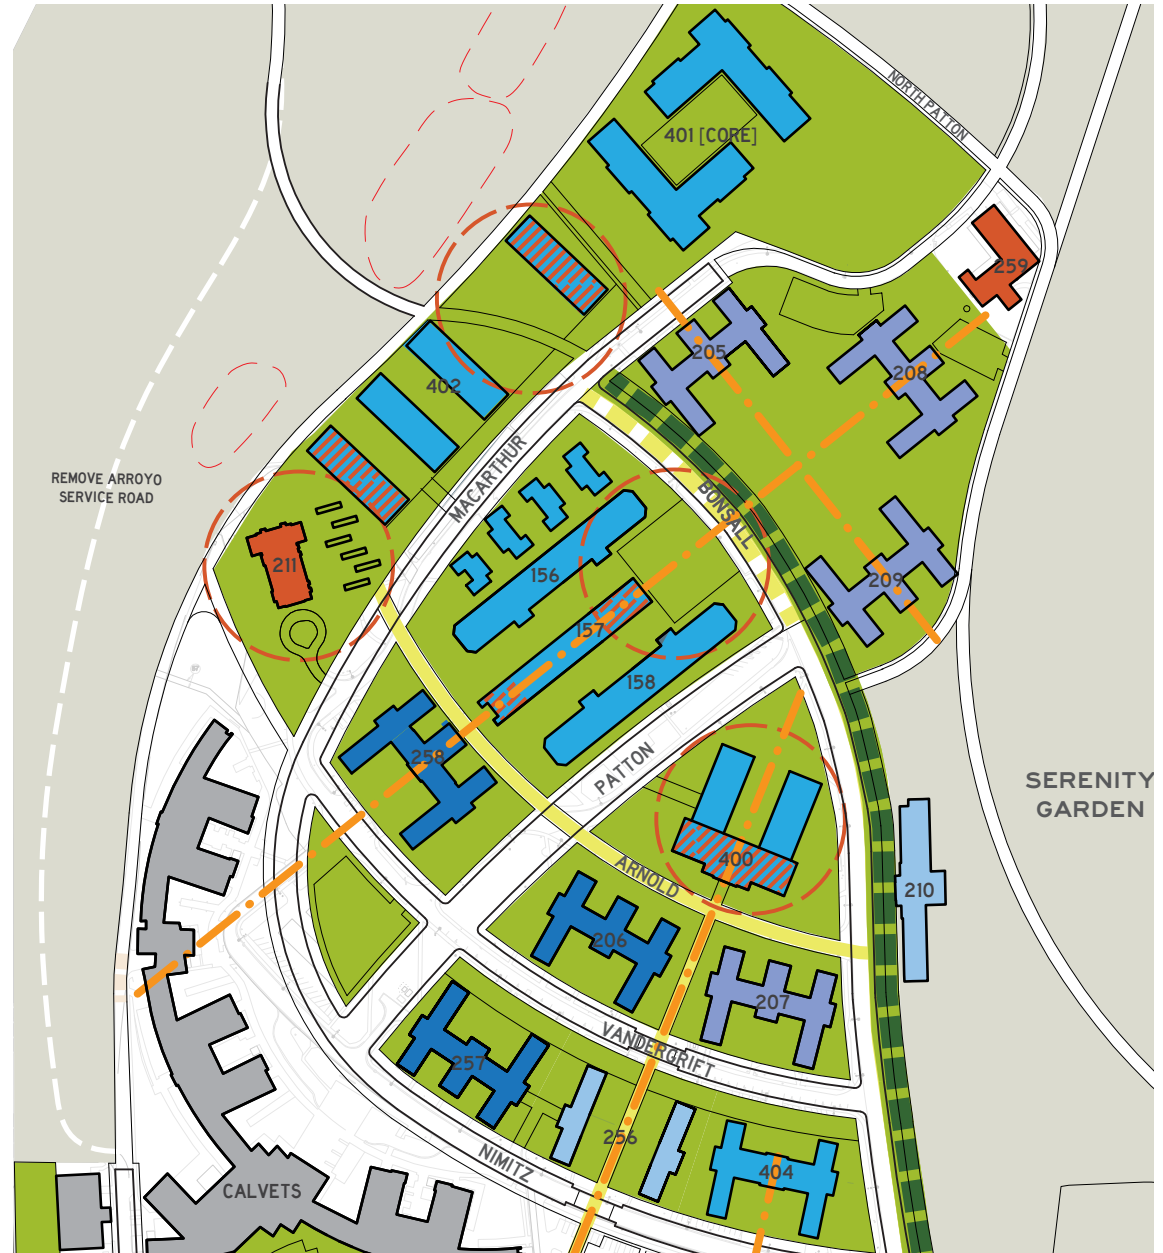 NORTH PATTON
401 [CORE]
259
205
208
402
MACARTHUR
REMOVE ARROYO
SERVICE ROAD
BONSALL
211
156
209
157
158
258
PATTON
SERENITY
GARDEN
400
ARNOLD
210
206
207
VANDERGRIFT
257
256
NIMITZ
404
CALVETS